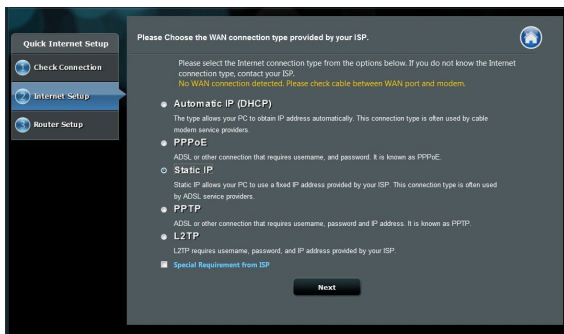 Please Choose the WAN connection type provided by your ISP.
Quick Internet Setup
1 Check Connection
2 Internet Setup
3 Router Setup
Please select the Internet connection type from the options below. If you do not know the Internet
connection type, contact your ISP.
No WAN connection detected. Please check cable between WAN port and modem.
Automatic IP (DHCP)
The type allows your PC to obtain IP address automatically. This connection type is often used by cable
modem service providers.
PPPoE
ADSL or other connection that requires username, and password. It is known as PPPoE.
Static IP
Static IP allows your PC to use a fixed IP address provided by your ISP. This connection type is often used
by ADSL service providers.
PPTP
ADSL or other connection that requires username, password and IP address. It is known as PPTP.
L2TP
L2TP requires username, password, and IP address provided by your ISP.
Special Requirement from ISP
Next